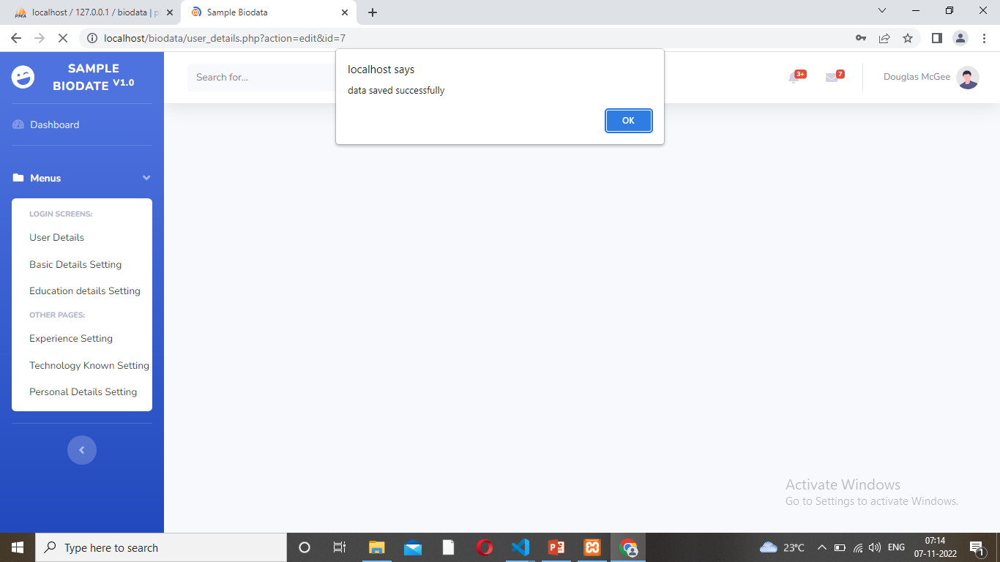 localhost / 127.0.0.1 / biodata | p
Sample Biodata
localhost/biodata/user_details.php?action=edit&id=7
SAMPLE
BIODATE V1.0
Search for...
localhost says
data saved successfully
OK
3+
7
Douglas McGee
Dashboard
Menus
LOGIN SCREENS:
User Details
Basic Details Setting
Education details Setting
OTHER PAGES:
Experience Setting
Technology Known Setting
Personal Details Setting
Activate Windows
Go to Settings to activate Windows.
Type here to search
23°C
ENG
07:14
07-11-2022
1